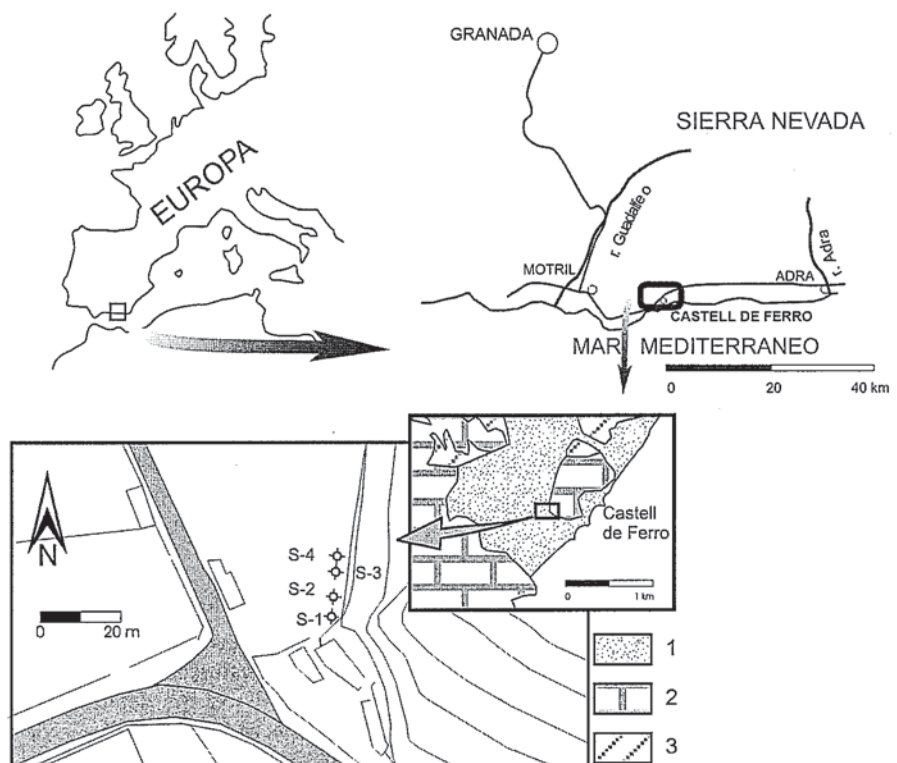 EUROPA
GRANADA
SIERRA NEVADA
r. Guadalfeo
MOTRIL
ADRA
r. Adra
CASTELL DE FERRO
MAR MEDITERRANEO
0 20 40 km
Castell
de Ferro
0 1 km
N
0 20 m
S-4
S-3
S-2
S-1
1
2
3